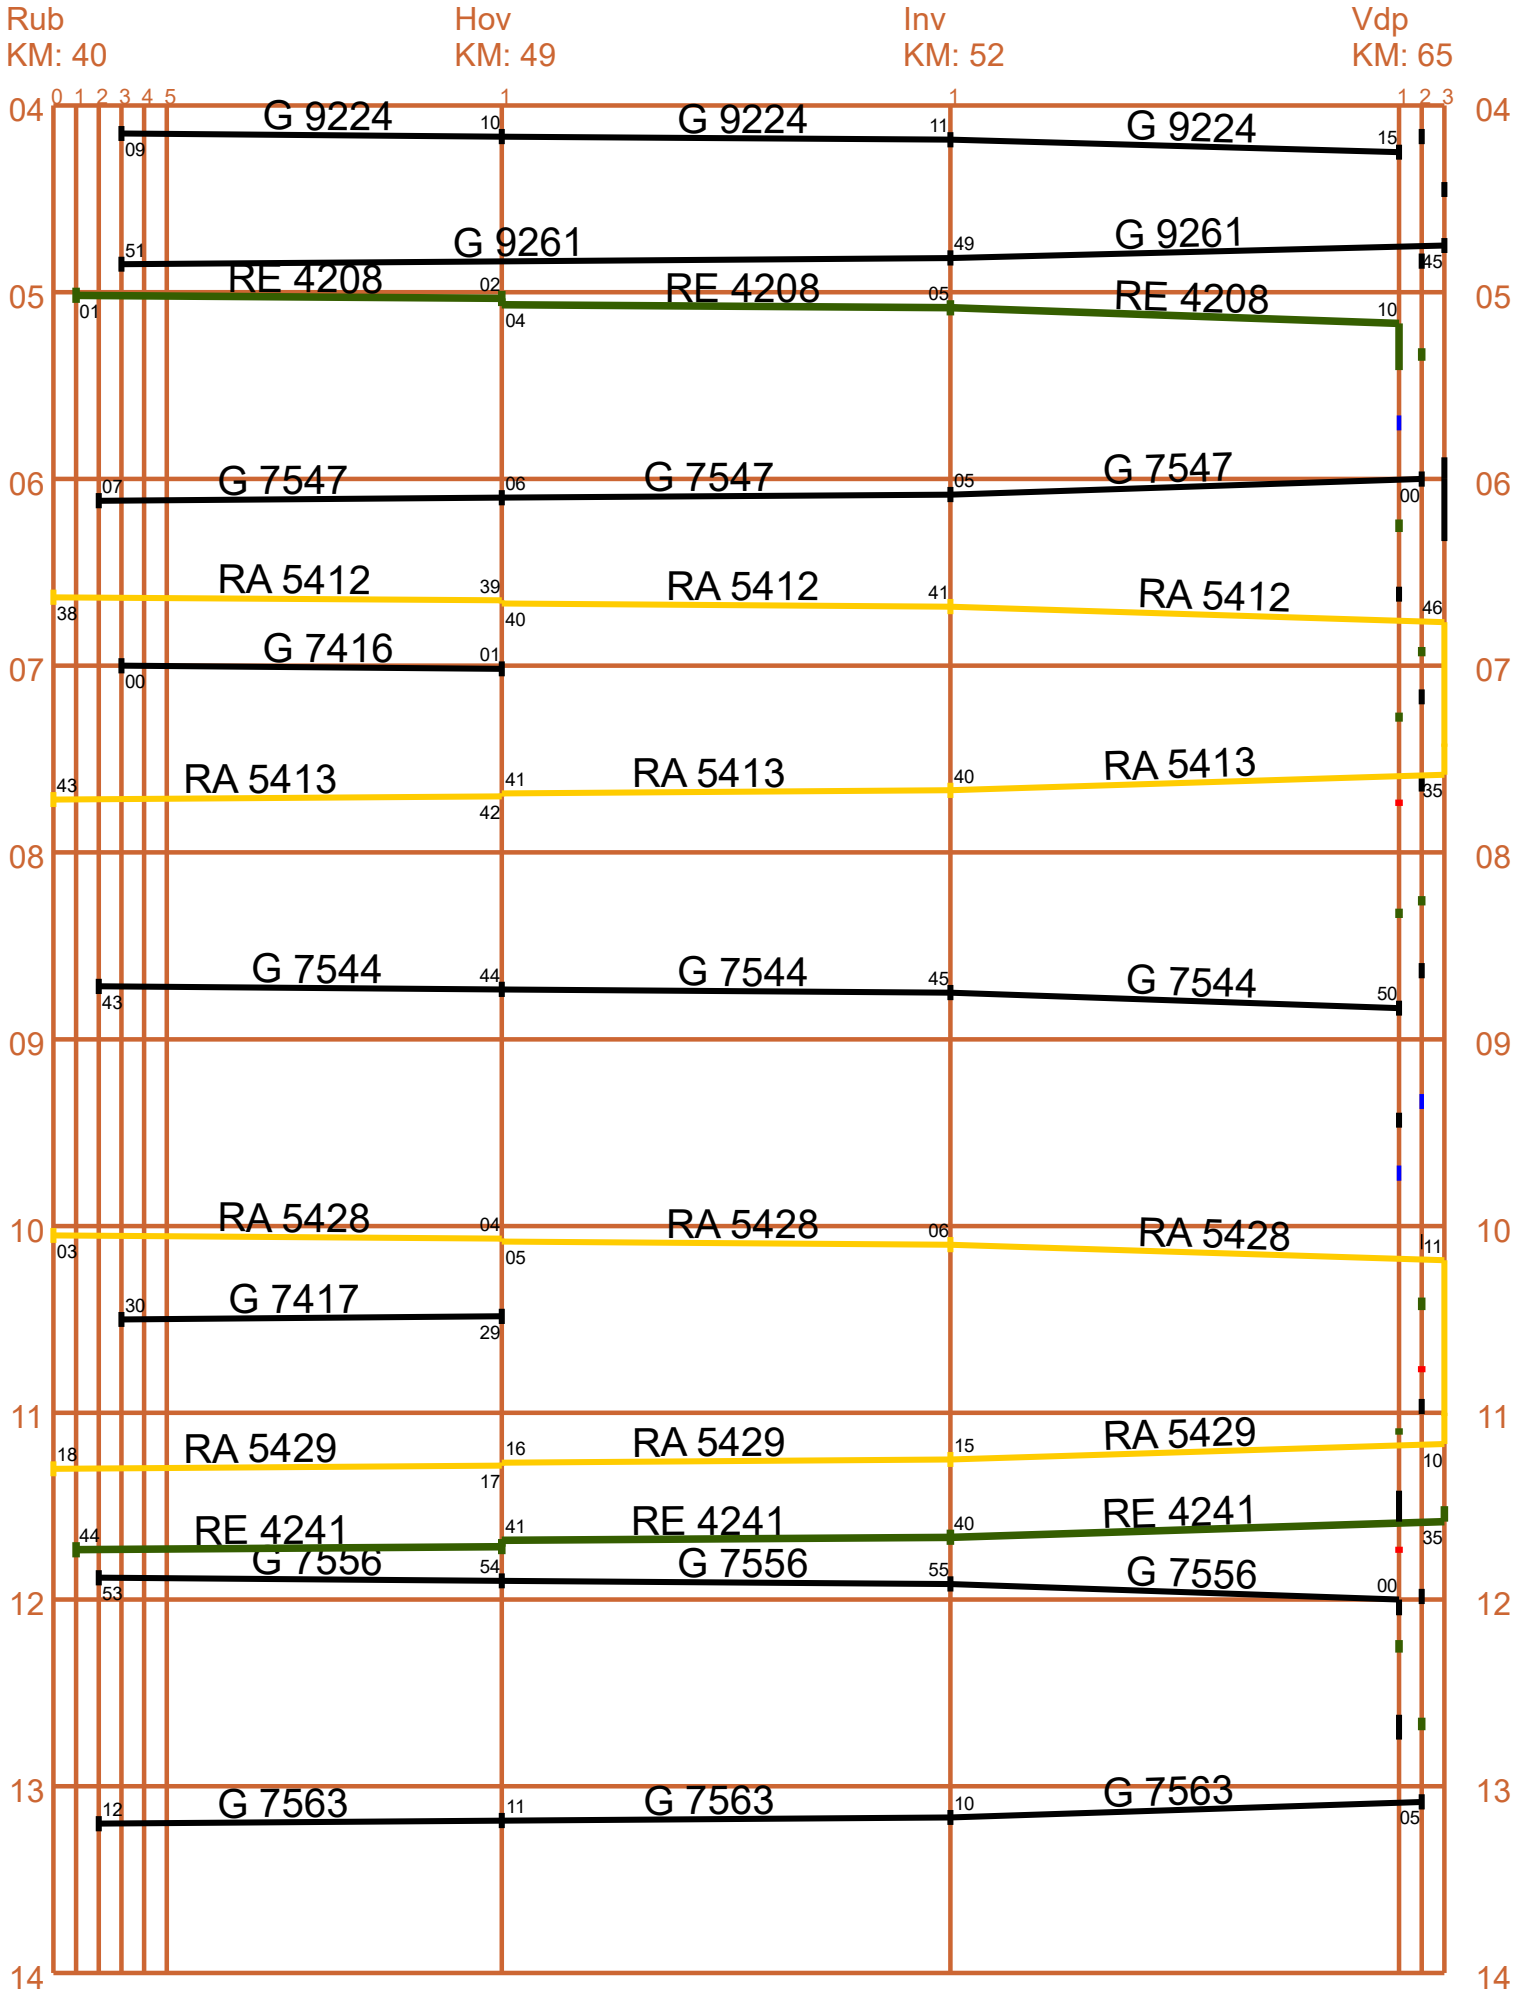 Rub Hov Inv Vdp
KM: 40 KM: 49 KM: 52 KM: 65
0 1 2 3 4 5 1 1 1 2 3
04 04
G 9224 G 9224 G 9224
10 11 15
09
G 9261 G 9261
51 49 45
RE 4208 RE 4208 RE 4208
02 05 10
05 05
01 04
G 7547 G 7547 G 7547
07 06 05 00
06 06
RA 5412 RA 5412 RA 5412
39 41 46
38 40
G 7416
01
07 07
00
RA 5413 RA 5413 RA 5413
43 41 40 35
42
08 08
G 7544 G 7544 G 7544
44 45 50
43
09 09
RA 5428 RA 5428 RA 5428
04 06 11
10 10
03 05
G 7417
30
29
11 11
RA 5429 RA 5429 RA 5429
18 16 15 10
17
RE 4241 RE 4241 RE 4241
44 41 40 35
G 7556 G 7556 G 7556
54 55 00
53
12 12
13 13
G 7563 G 7563 G 7563
12 11 10 05
14 14